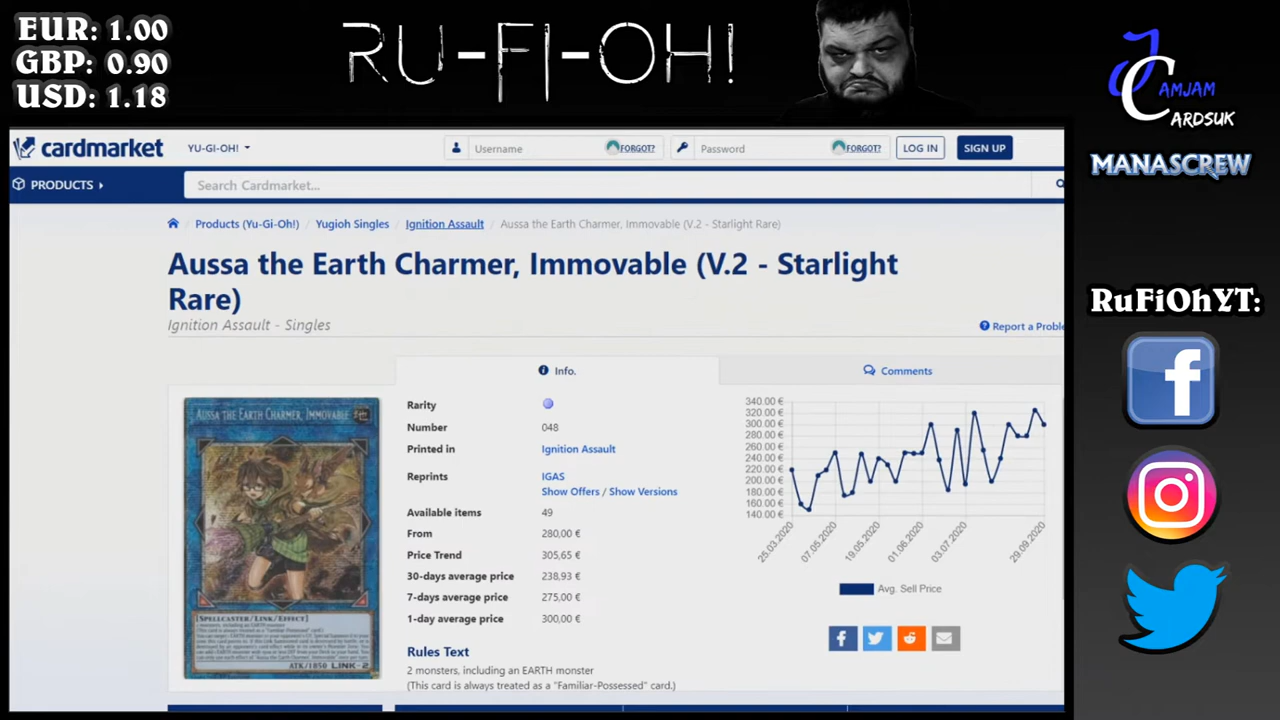 EUR: 1.00
GBP: 0.90
USD: 1.18
RU-FI-OH!
JC
AMJAM
ARDSUK
MANASCREW
RuFiOhYT:
cardmarket
YU-GI-OH!
Username
FORGOT?
Password
FORGOT?
LOG IN
SIGN UP
PRODUCTS
Search Cardmarket...
Products (Yu-Gi-Oh!) / Yugioh Singles / Ignition Assault / Aussa the Earth Charmer, Immovable (V.2 - Starlight Rare)
Aussa the Earth Charmer, Immovable (V.2 - Starlight
Rare)
Ignition Assault - Singles
Report a Proble
Info.
Comments
AUSSA THE EARTH CHARMER, IMMOVABLE
[SPELLCASTER/LINK/EFFECT]
ATK/1850 LINK-2
Rarity
Number 048
Printed in Ignition Assault
Reprints IGAS
Show Offers / Show Versions
Available items 49
From 280,00 €
Price Trend 305,65 €
30-days average price 238,93 €
7-days average price 275,00 €
1-day average price 300,00 €
Rules Text
2 monsters, including an EARTH monster
(This card is always treated as a "Familiar-Possessed" card.)
340.00 €
320.00 €
300.00 €
280.00 €
260.00 €
240.00 €
220.00 €
200.00 €
180.00 €
160.00 €
140.00 €
25.03.2020
07.05.2020
19.05.2020
01.06.2020
03.07.2020
29.09.2020
Avg. Sell Price